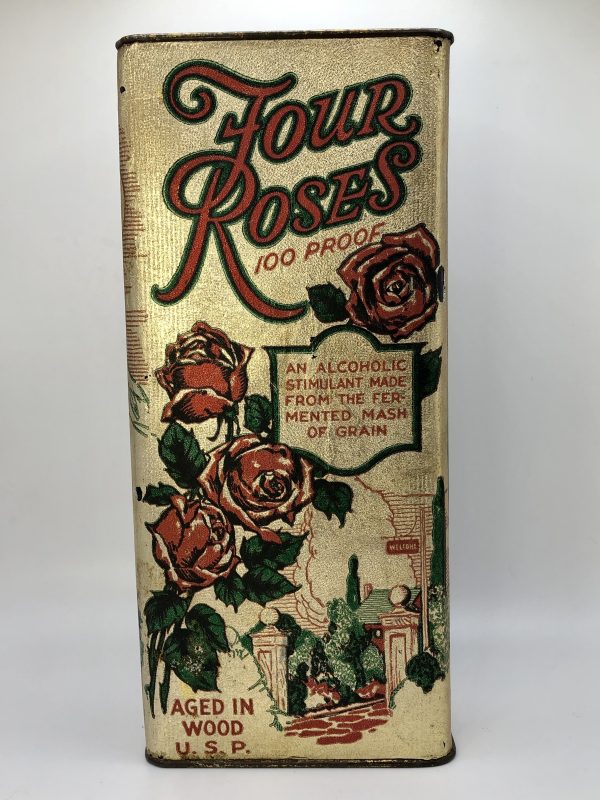 Four
Roses
100 PROOF
AN ALCOHOLIC
STIMULANT MADE
FROM THE FER-
MENTED MASH
OF GRAIN
WELCOME
AGED IN
WOOD
U. S. P.